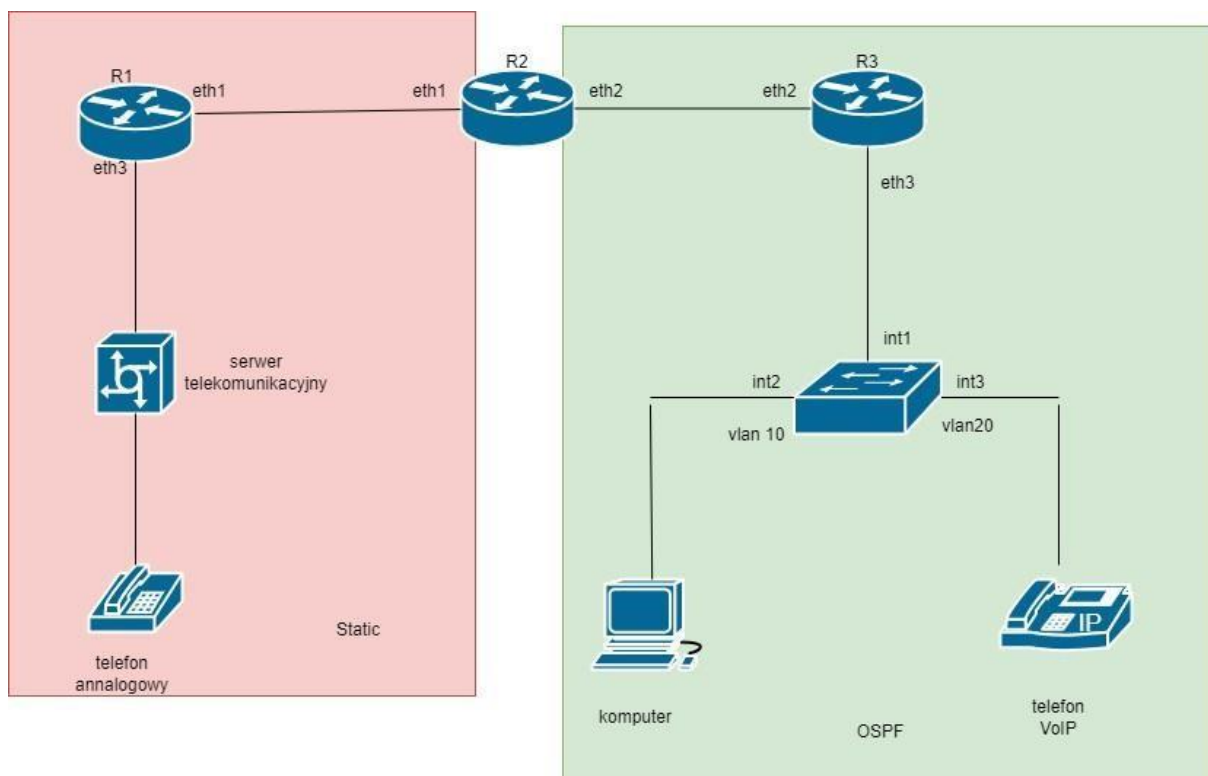 R1
R2
R3
eth1
eth1
eth2
eth2
eth3
eth3
int1
serwer
telekomunikacyjny
int2
int3
vlan 10
vlan20
IP
Static
telefon
annalogowy
komputer
telefon
VoIP
OSPF